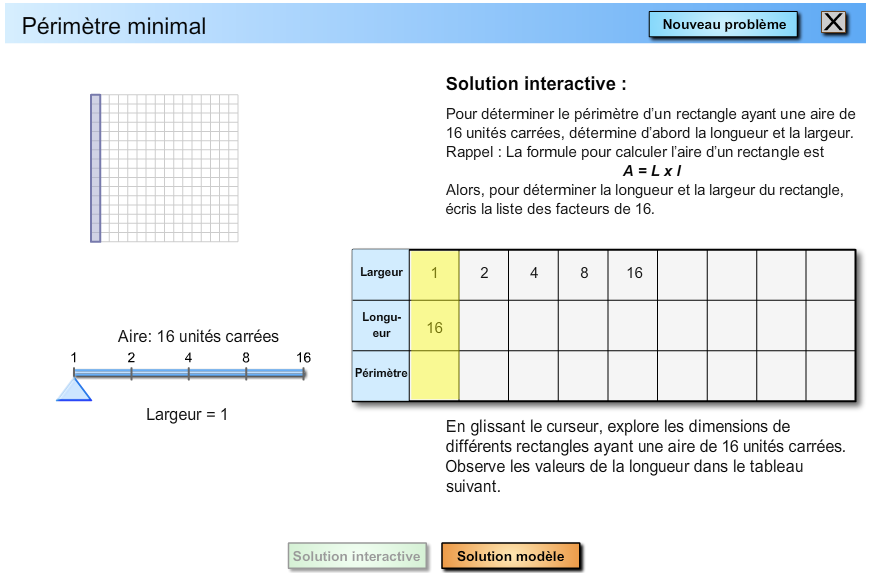 Périmètre minimal
Nouveau problème
X
Solution interactive :
Pour déterminer le périmètre d'un rectangle ayant une aire de
16 unités carrées, détermine d'abord la longueur et la largeur.
Rappel : La formule pour calculer l'aire d'un rectangle est
A = L x l
Alors, pour déterminer la longueur et la largeur du rectangle,
écris la liste des facteurs de 16.
Largeur 1 2 4 8 16
Longu-
eur 16
Périmètre
Aire: 16 unités carrées
1 2 4 8 16
Largeur = 1
En glissant le curseur, explore les dimensions de
différents rectangles ayant une aire de 16 unités carrées.
Observe les valeurs de la longueur dans le tableau
suivant.
Solution interactive
Solution modèle